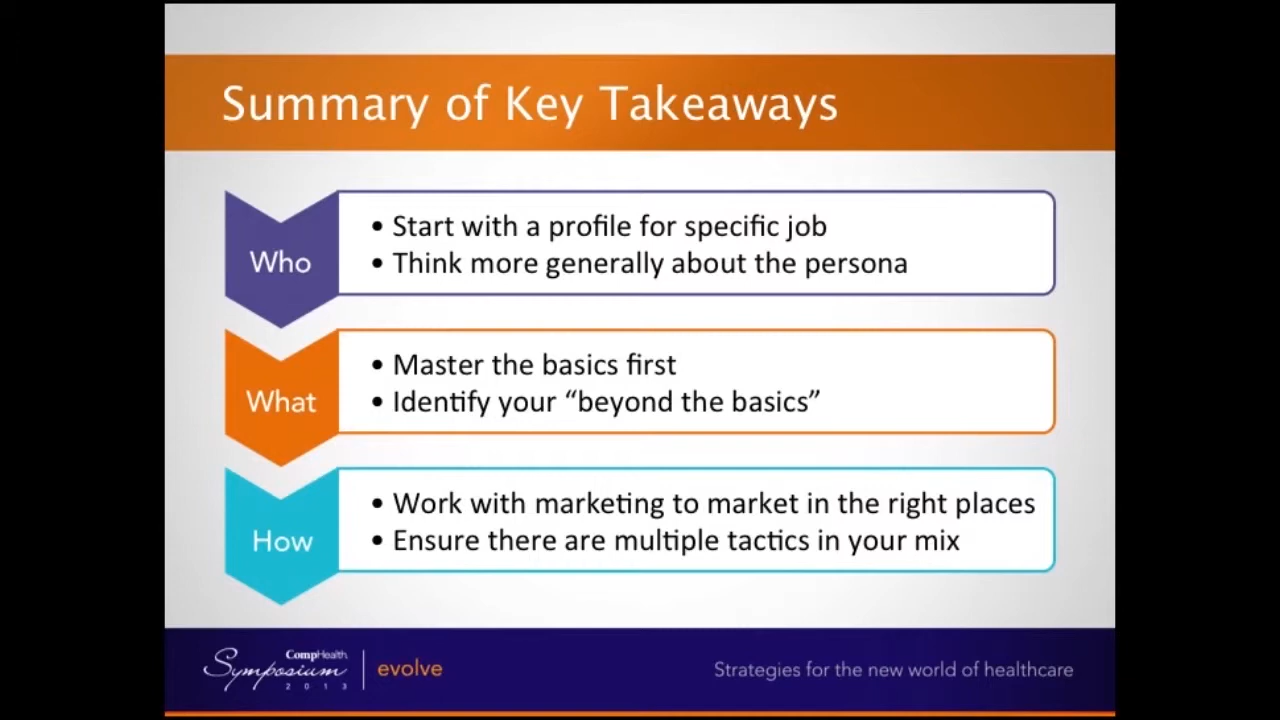 Summary of Key Takeaways
Who
• Start with a profile for specific job
• Think more generally about the persona
What
• Master the basics first
• Identify your “beyond the basics”
How
• Work with marketing to market in the right places
• Ensure there are multiple tactics in your mix
CompHealth
Symposium
2013
evolve
Strategies for the new world of healthcare